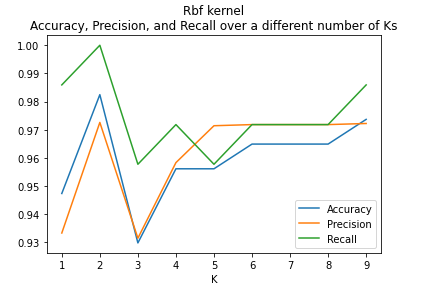 Rbf kernel
Accuracy, Precision, and Recall over a different number of Ks
1.00
0.99
0.98
0.97
0.96
0.95
0.94
0.93
Accuracy
Precision
Recall
1 2 3 4 5 6 7 8 9
K